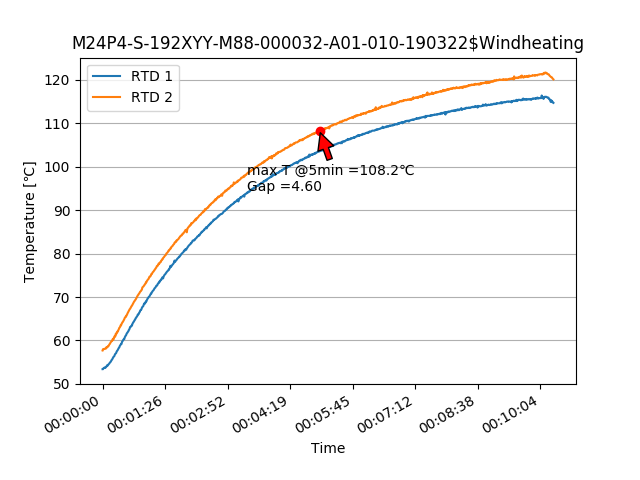 M24P4-S-192XYY-M88-000032-A01-010-190322$Windheating
RTD 1
RTD 2
120
110
100
90
80
70
60
50
Temperature [℃]
max T @5min =108.2℃
Gap =4.60
00:00:00
00:01:26
00:02:52
00:04:19
00:05:45
00:07:12
00:08:38
00:10:04
Time